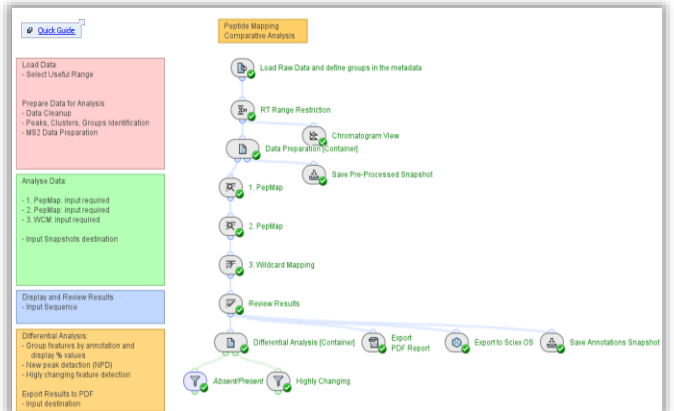 Quick Guide
Peptide Mapping
Comparative Analysis
Load Data
- Select Useful Range
Prepare Data for Analysis
- Data Cleanup
- Peaks, Clusters, Groups Identification
- MS2 Data Preparation
Analyse Data:
- 1. PepMap: input required
- 2. PepMap: input required
- 3. WCM: input required
- Input Snapshots destination
Display and Review Results
- Input Sequence
Differential Analysis:
- Group features by annotation and
display % values
- New peak detection (NPD)
- Higly changing feature detection
Export Results to PDF
- Input destination
Load Raw Data and define groups in the metadata
RT Range Restriction
Chromatogram View
Data Preparation [Container]
Save Pre-Processed Snapshot
1. PepMap
2. PepMap
3. Wildcard Mapping
Review Results
Differential Analysis [Container]
Export
PDF Report
Export to Sciex OS
Save Annotations Snapshot
Absent/Present
Highly Changing